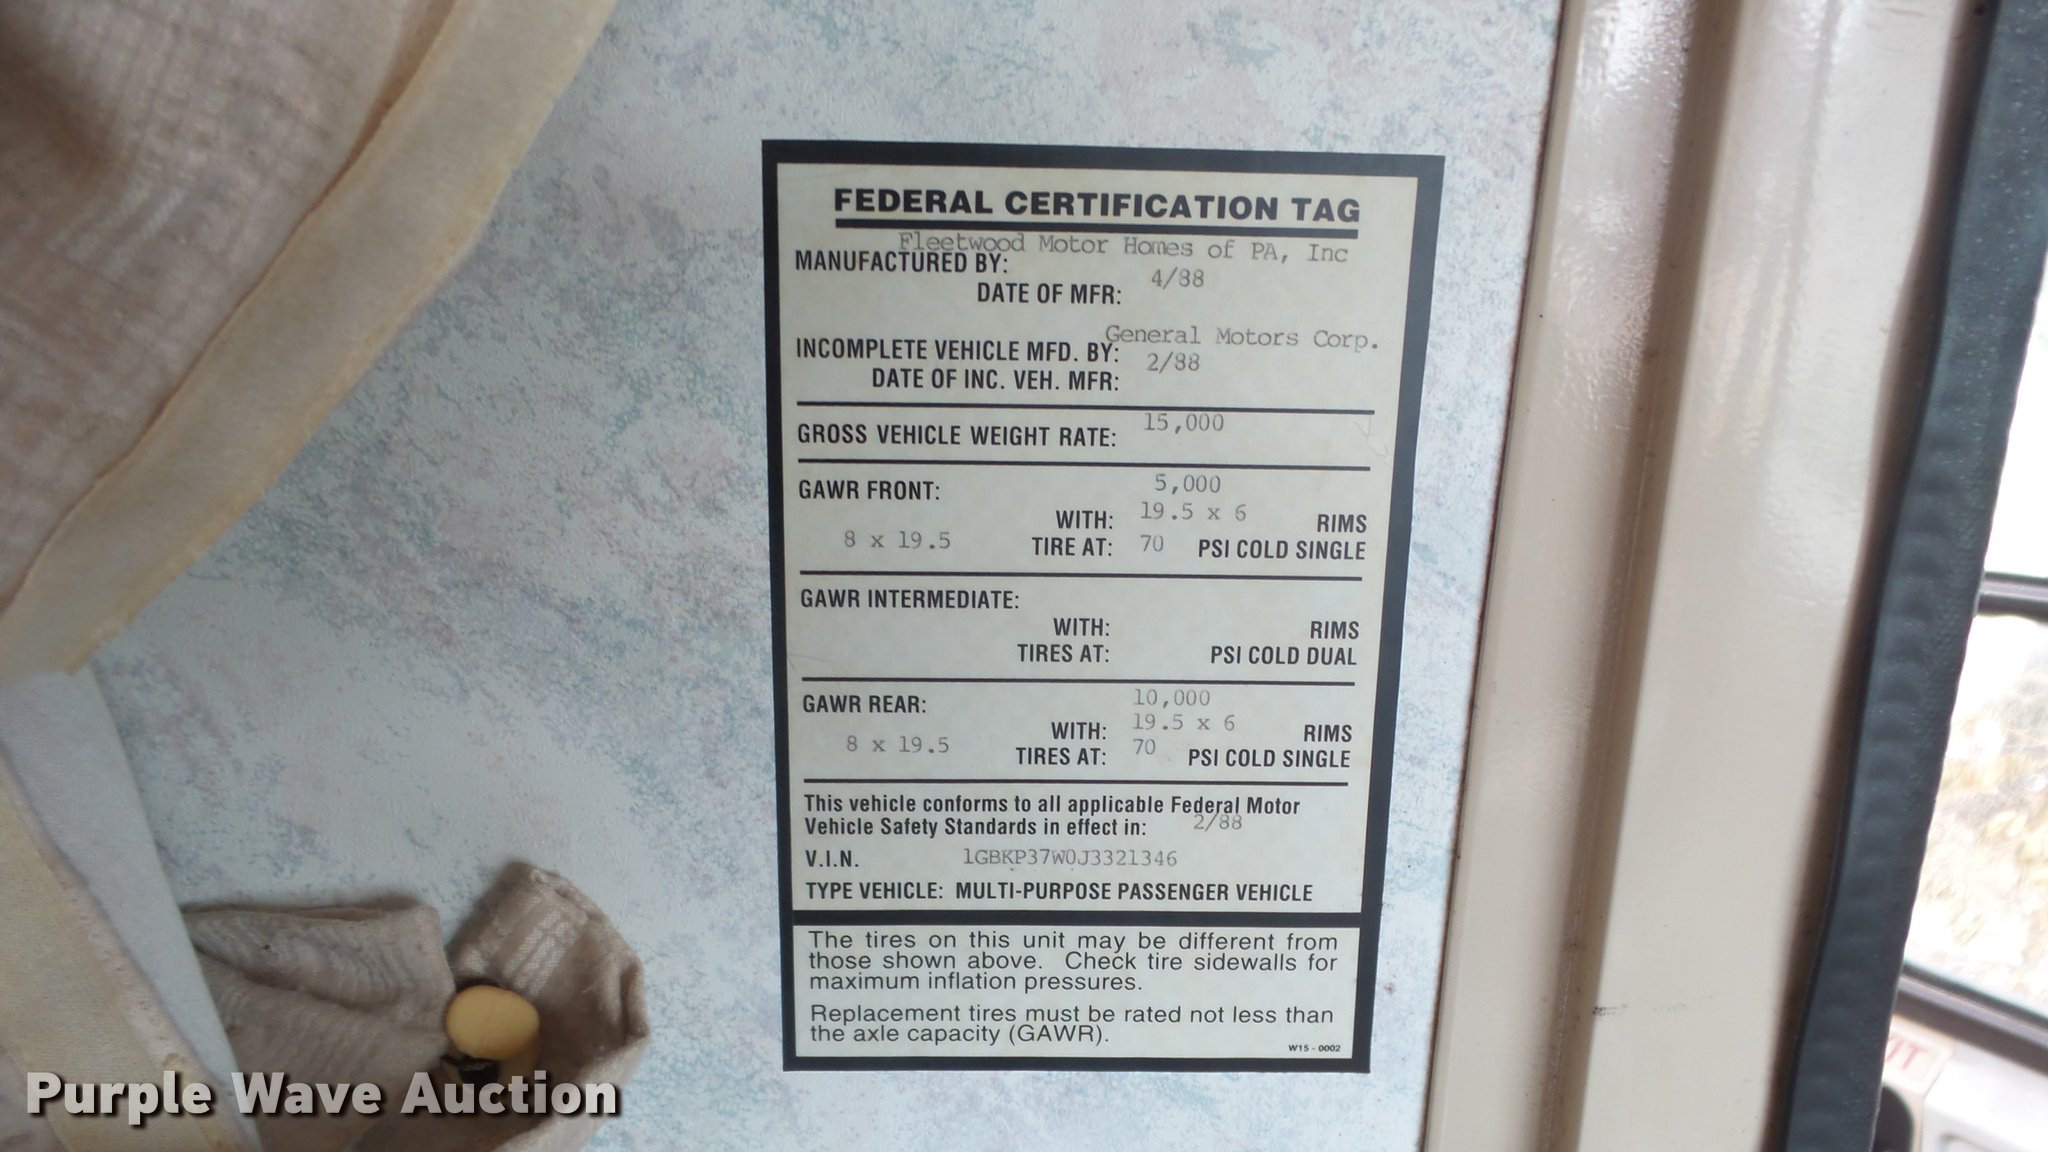 FEDERAL CERTIFICATION TAG
Fleetwood Motor Homes of PA, Inc
MANUFACTURED BY:
DATE OF MFR: 4/88
General Motors Corp.
INCOMPLETE VEHICLE MFD. BY:
DATE OF INC. VEH. MFR: 2/88
GROSS VEHICLE WEIGHT RATE: 15,000
GAWR FRONT: 5,000
WITH: 19.5 x 6 RIMS
8 x 19.5 TIRE AT: 70 PSI COLD SINGLE
GAWR INTERMEDIATE:
WITH: RIMS
TIRES AT: PSI COLD DUAL
GAWR REAR: 10,000
WITH: 19.5 x 6 RIMS
8 x 19.5 TIRES AT: 70 PSI COLD SINGLE
This vehicle conforms to all applicable Federal Motor
Vehicle Safety Standards in effect in: 2/88
V.I.N. 1GBKP37W0J3321346
TYPE VEHICLE: MULTI-PURPOSE PASSENGER VEHICLE
The tires on this unit may be different from
those shown above. Check tire sidewalls for
maximum inflation pressures.
Replacement tires must be rated not less than
the axle capacity (GAWR).
W15-0002
Purple Wave Auction